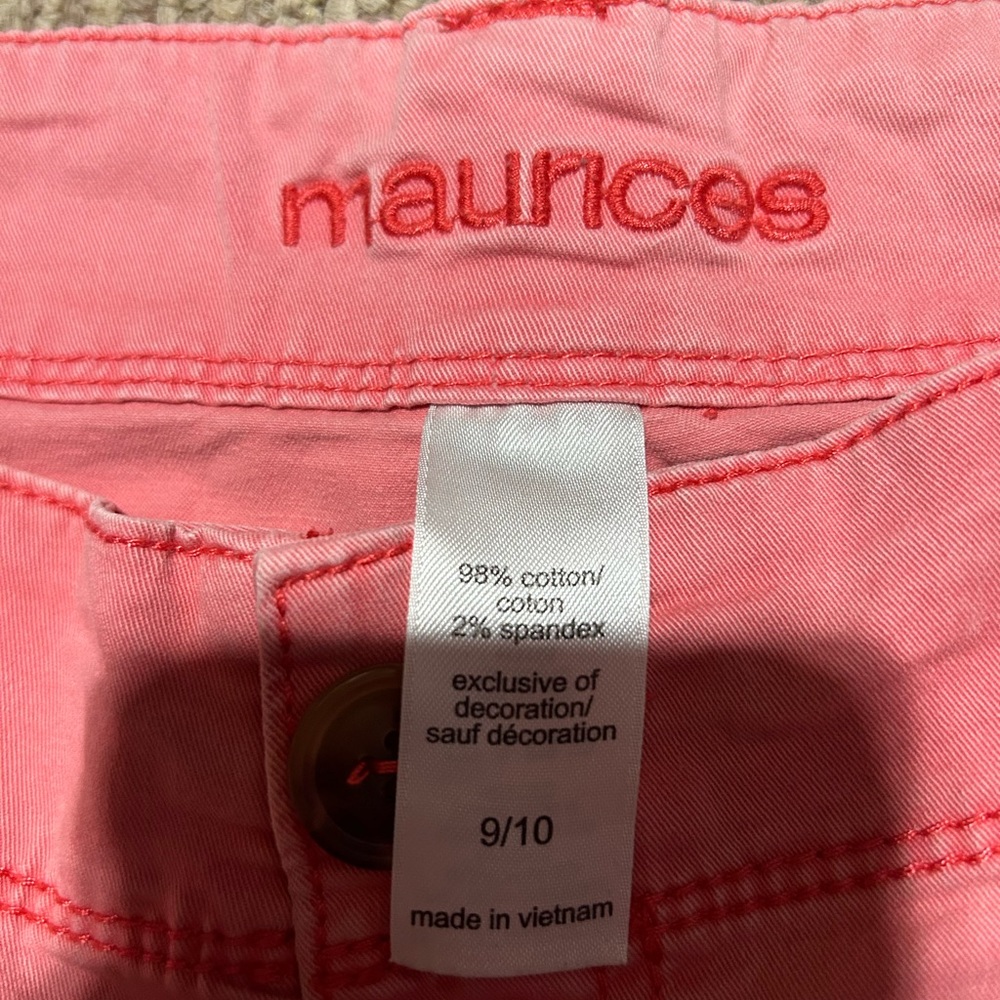 maurices
98% cotton/
coton
2% spandex
exclusive of
decoration/
sauf décoration
9/10
made in vietnam